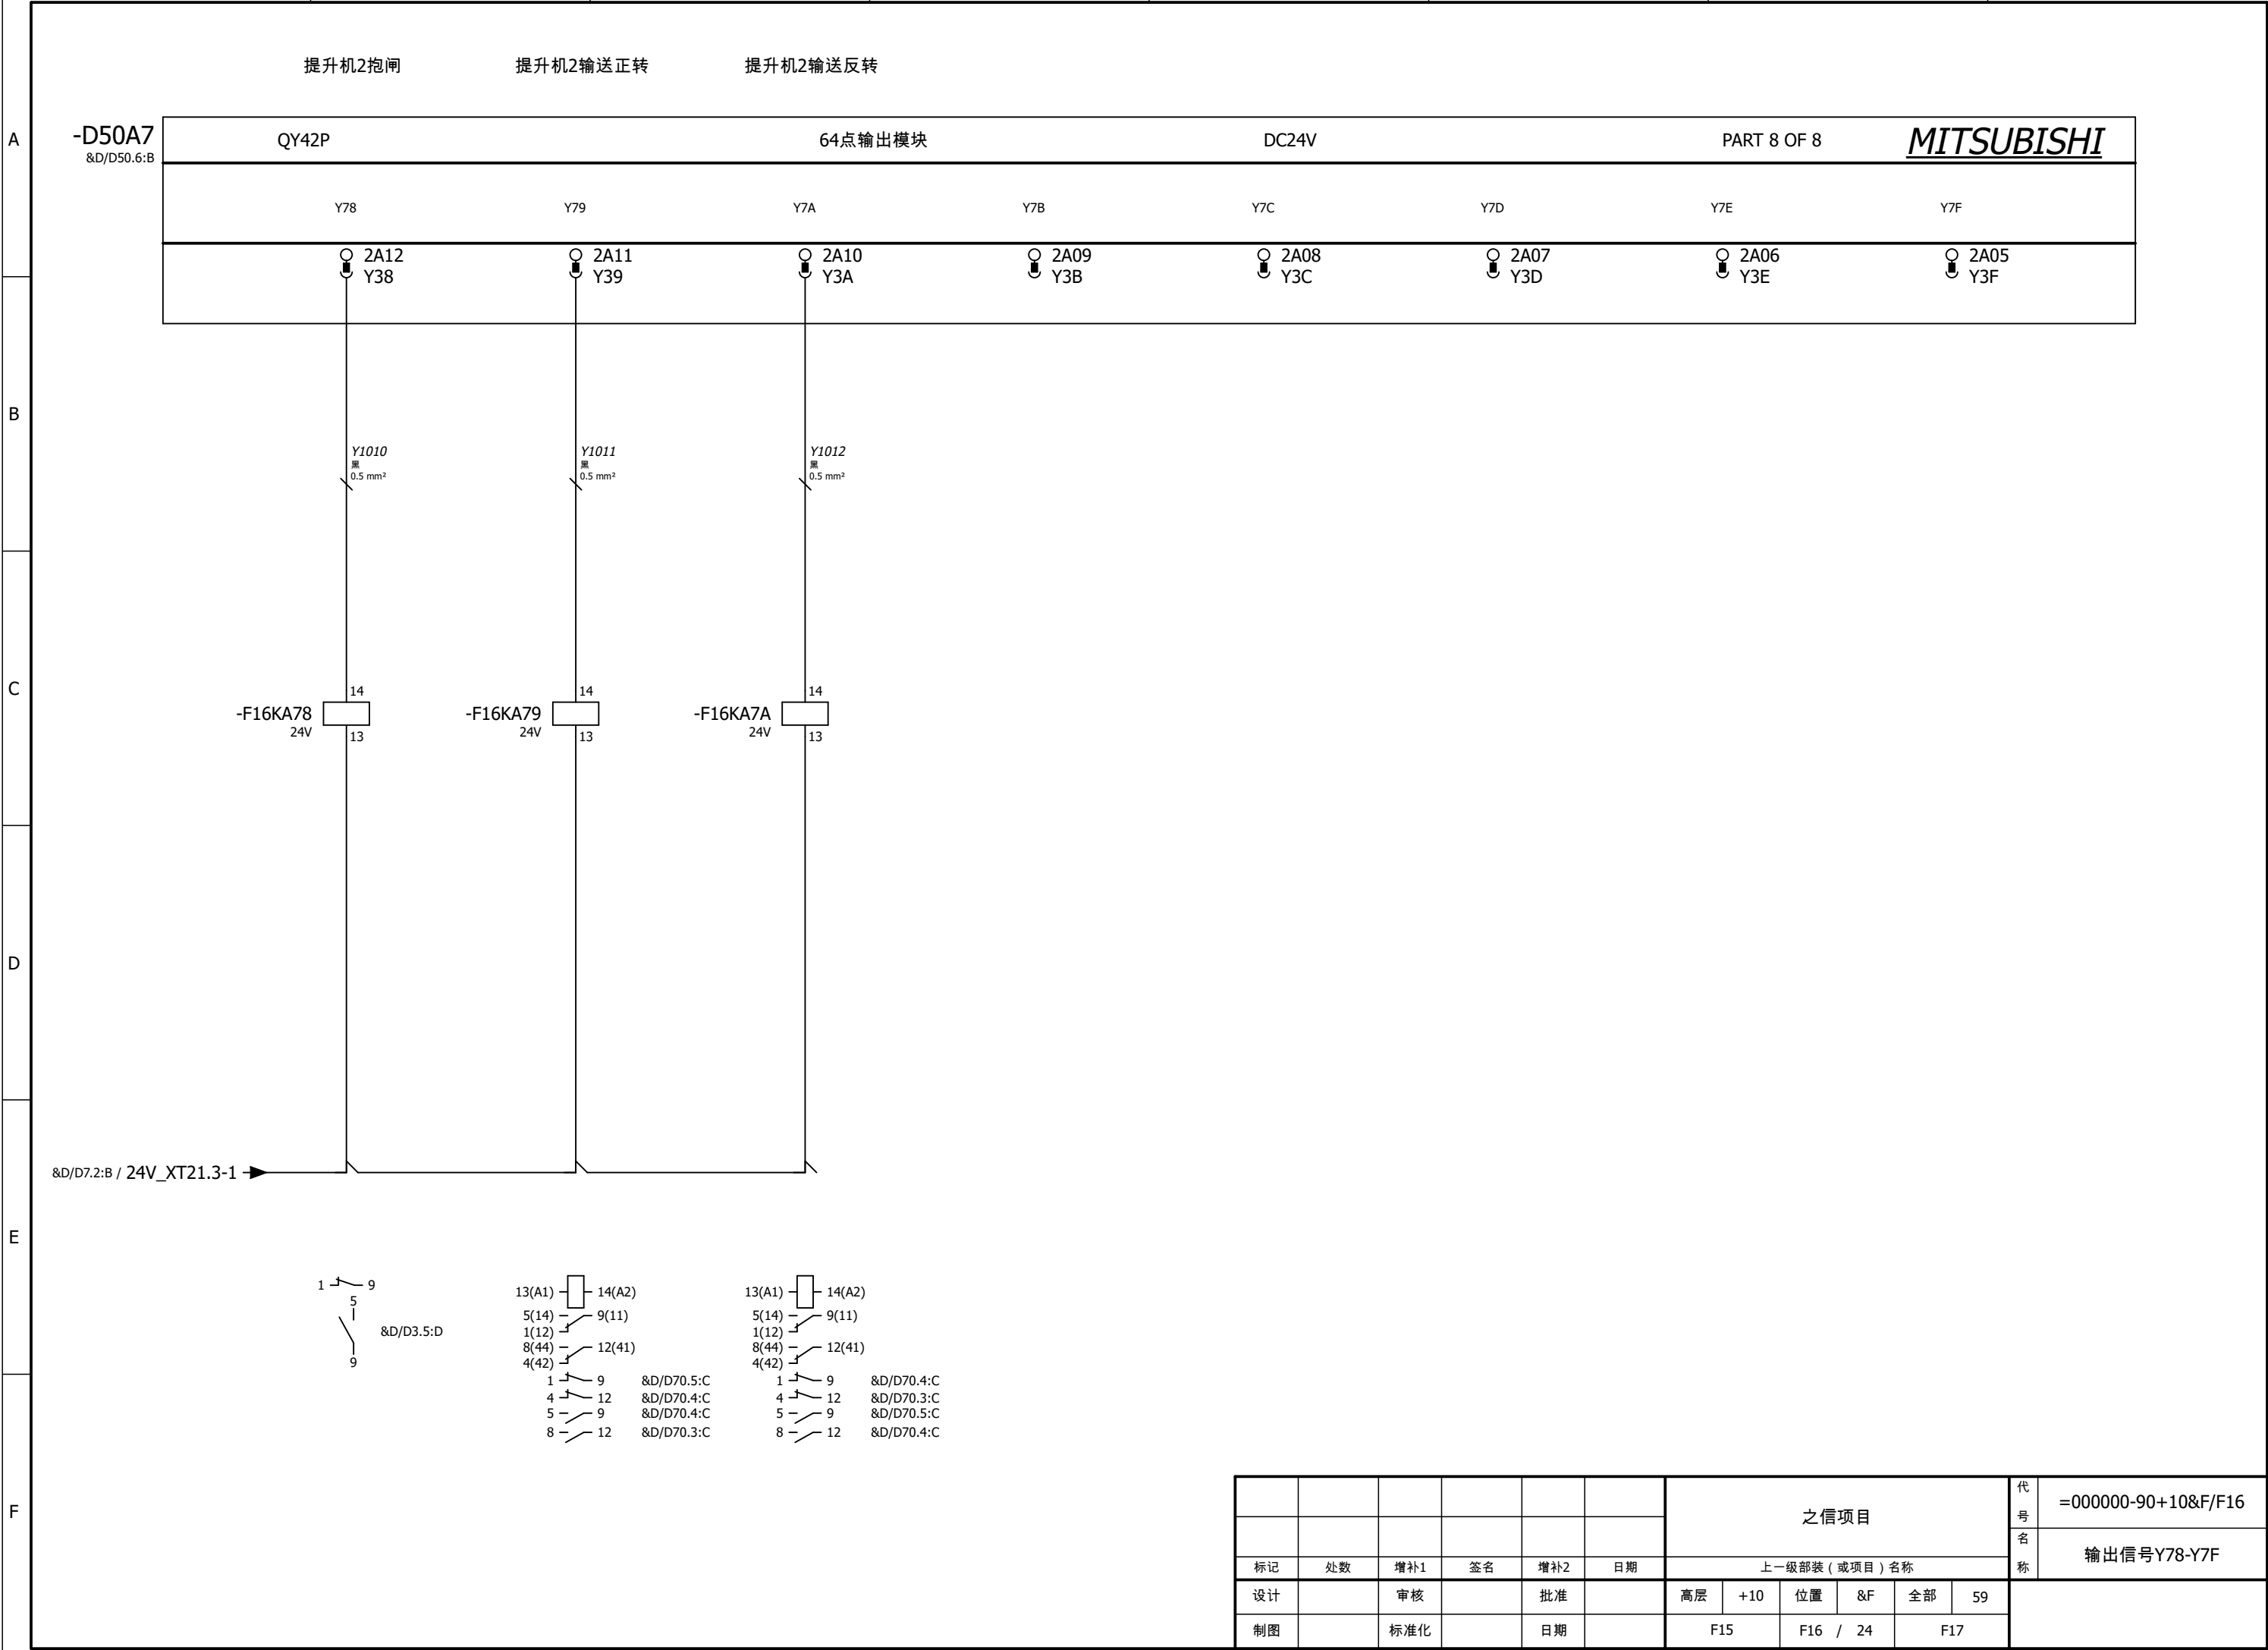 提升机2抱闸 提升机2输送正转 提升机2输送反转
A
-D50A7 QY42P 64点输出模块 DC24V PART 8 OF 8 MITSUBISHI
&D/D50.6:B
Y78 Y79 Y7A Y7B Y7C Y7D Y7E Y7F
2A12 2A11 2A10 2A09 2A08 2A07 2A06 2A05
Y38 Y39 Y3A Y3B Y3C Y3D Y3E Y3F
B
Y1010 Y1011 Y1012
黑 黑 黑
0.5 mm² 0.5 mm² 0.5 mm²
C
14 14 14
-F16KA78 -F16KA79 -F16KA7A
24V 24V 24V
13 13 13
D
&D/D7.2:B / 24V_XT21.3-1
E
1 9
5
&D/D3.5:D
9
13(A1) 14(A2)
5(14) 9(11)
1(12)
8(44) 12(41)
4(42)
1 9 &D/D70.5:C
4 12 &D/D70.4:C
5 9 &D/D70.4:C
8 12 &D/D70.3:C
13(A1) 14(A2)
5(14) 9(11)
1(12)
8(44) 12(41)
4(42)
1 9 &D/D70.4:C
4 12 &D/D70.3:C
5 9 &D/D70.5:C
8 12 &D/D70.4:C
F
之信项目
代号 =000000-90+10&F/F16
名称 输出信号Y78-Y7F
标记 处数 增补1 签名 增补2 日期 上一级部装（或项目）名称
设计 审核 批准 高层 +10 位置 &F 全部 59
制图 标准化 日期 F15 F16 / 24 F17